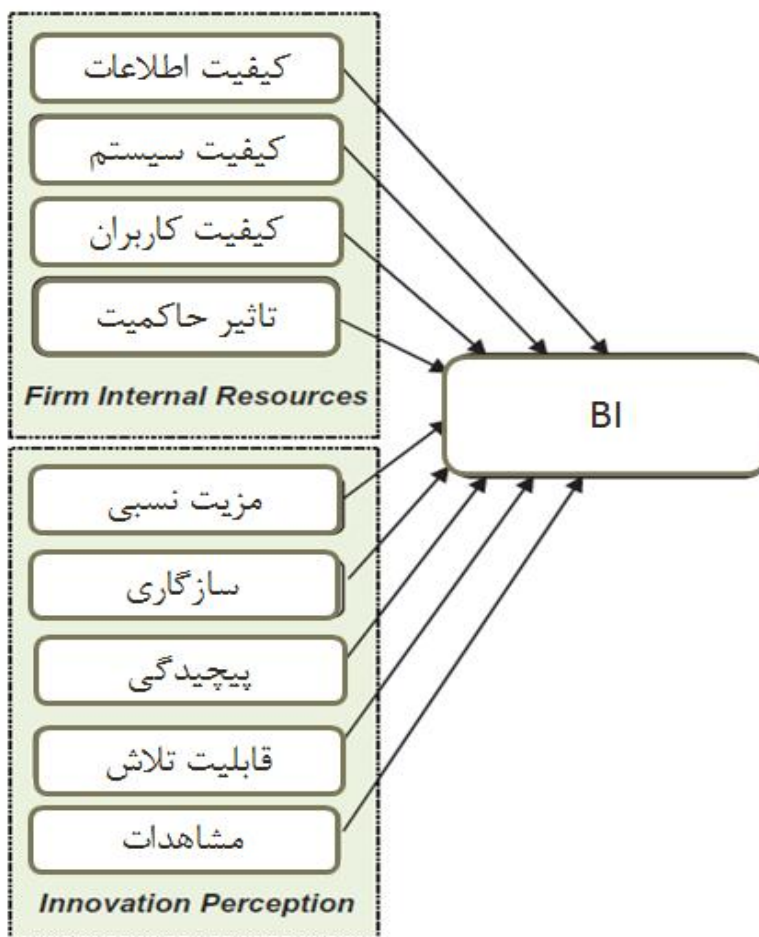 کیفیت اطلاعات
کیفیت سیستم
کیفیت کاربران
تاثیر حاکمیت
Firm Internal Resources
BI
مزیت نسبی
سازگاری
پیچیدگی
قابلیت تلاش
مشاهدات
Innovation Perception